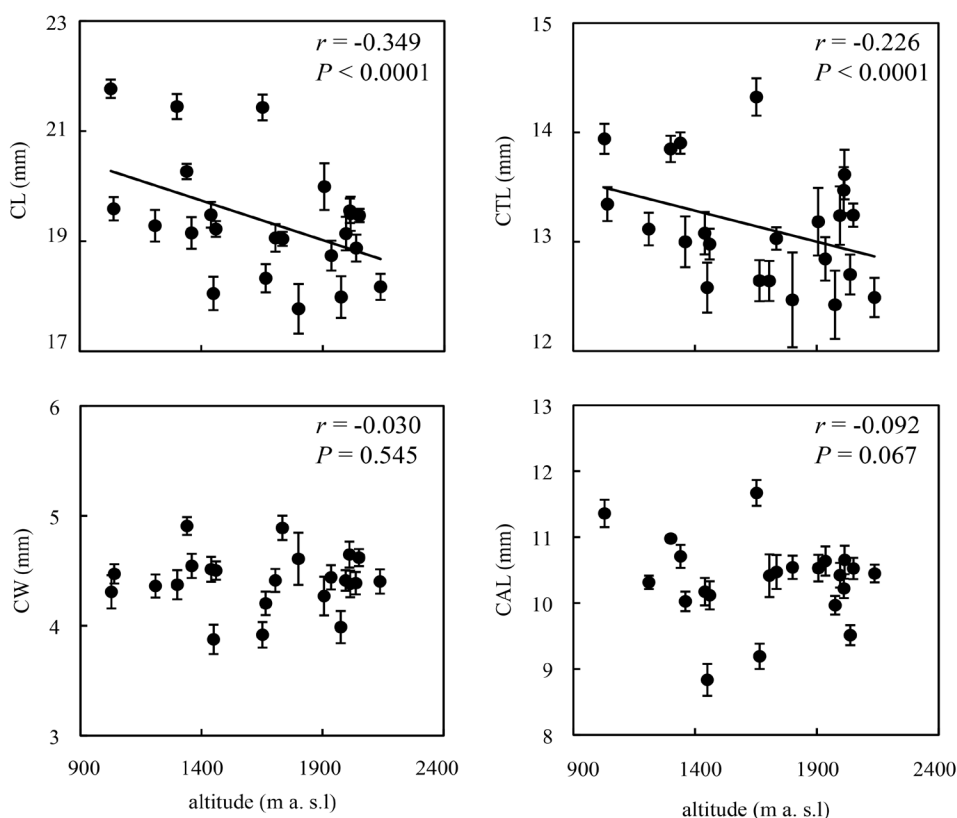 23
21
19
17
CL (mm)
r = -0.349
P < 0.0001
15
14
13
12
CTL (mm)
r = -0.226
P < 0.0001
6
5
4
3
CW (mm)
r = -0.030
P = 0.545
900 1400 1900 2400
altitude (m a. s.l)
13
12
11
10
9
8
CAL (mm)
r = -0.092
P = 0.067
900 1400 1900 2400
altitude (m a. s.l)